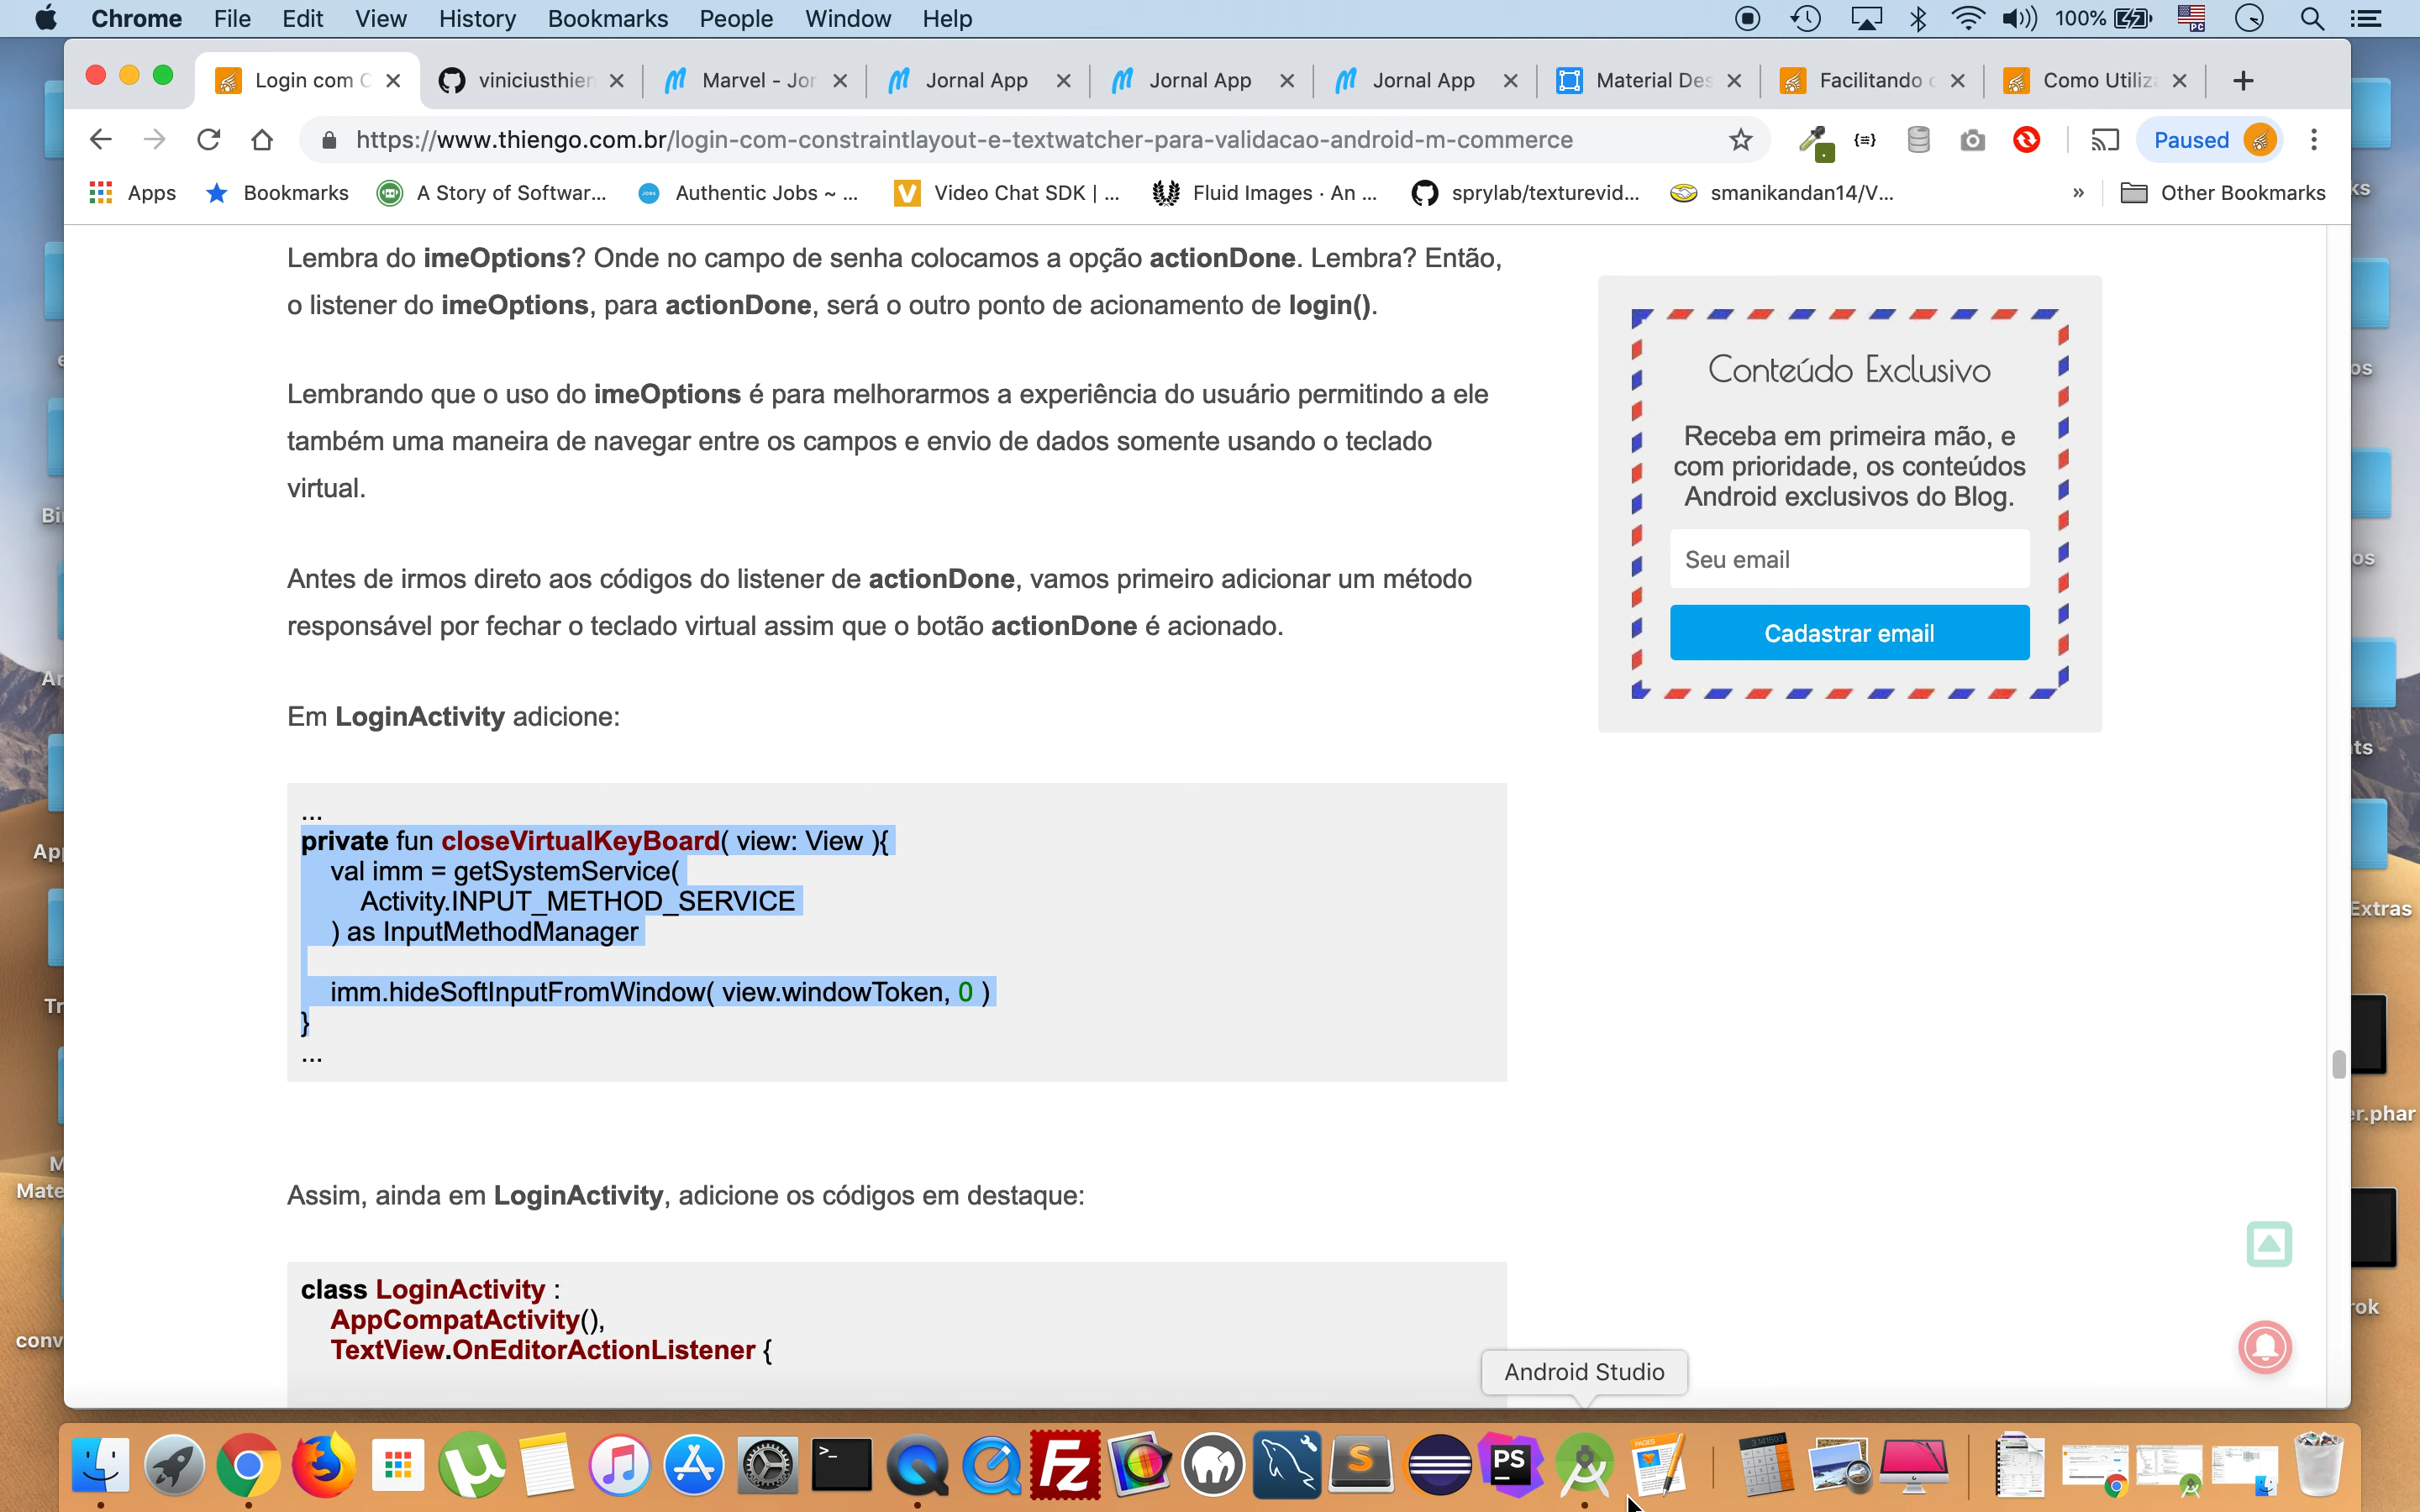 Chrome File Edit View History Bookmarks People Window Help 100%
Login com viniciusthien Marvel - Jor Jornal App Jornal App Jornal App Material Des Facilitando Como Utiliz
https://www.thiengo.com.br/login-com-constraintlayout-e-textwatcher-para-validacao-android-m-commerce Paused
Apps Bookmarks A Story of Softwar... Authentic Jobs ~ ... Video Chat SDK | ... Fluid Images · An ... sprylab/texturevid... smanikandan14/V... » Other Bookmarks
Lembra do imeOptions? Onde no campo de senha colocamos a opção actionDone. Lembra? Então,
o listener do imeOptions, para actionDone, será o outro ponto de acionamento de login().
Lembrando que o uso do imeOptions é para melhorarmos a experiência do usuário permitindo a ele
também uma maneira de navegar entre os campos e envio de dados somente usando o teclado
virtual.
Antes de irmos direto aos códigos do listener de actionDone, vamos primeiro adicionar um método
responsável por fechar o teclado virtual assim que o botão actionDone é acionado.
Em LoginActivity adicione:
...
private fun closeVirtualKeyBoard( view: View ){
val imm = getSystemService(
Activity.INPUT_METHOD_SERVICE
) as InputMethodManager
imm.hideSoftInputFromWindow( view.windowToken, 0 )
}
...
Assim, ainda em LoginActivity, adicione os códigos em destaque:
class LoginActivity :
AppCompatActivity(),
TextView.OnEditorActionListener {
Conteúdo Exclusivo
Receba em primeira mão, e
com prioridade, os conteúdos
Android exclusivos do Blog.
Seu email
Cadastrar email
Android Studio
Extras
er.phar
Mate
conv